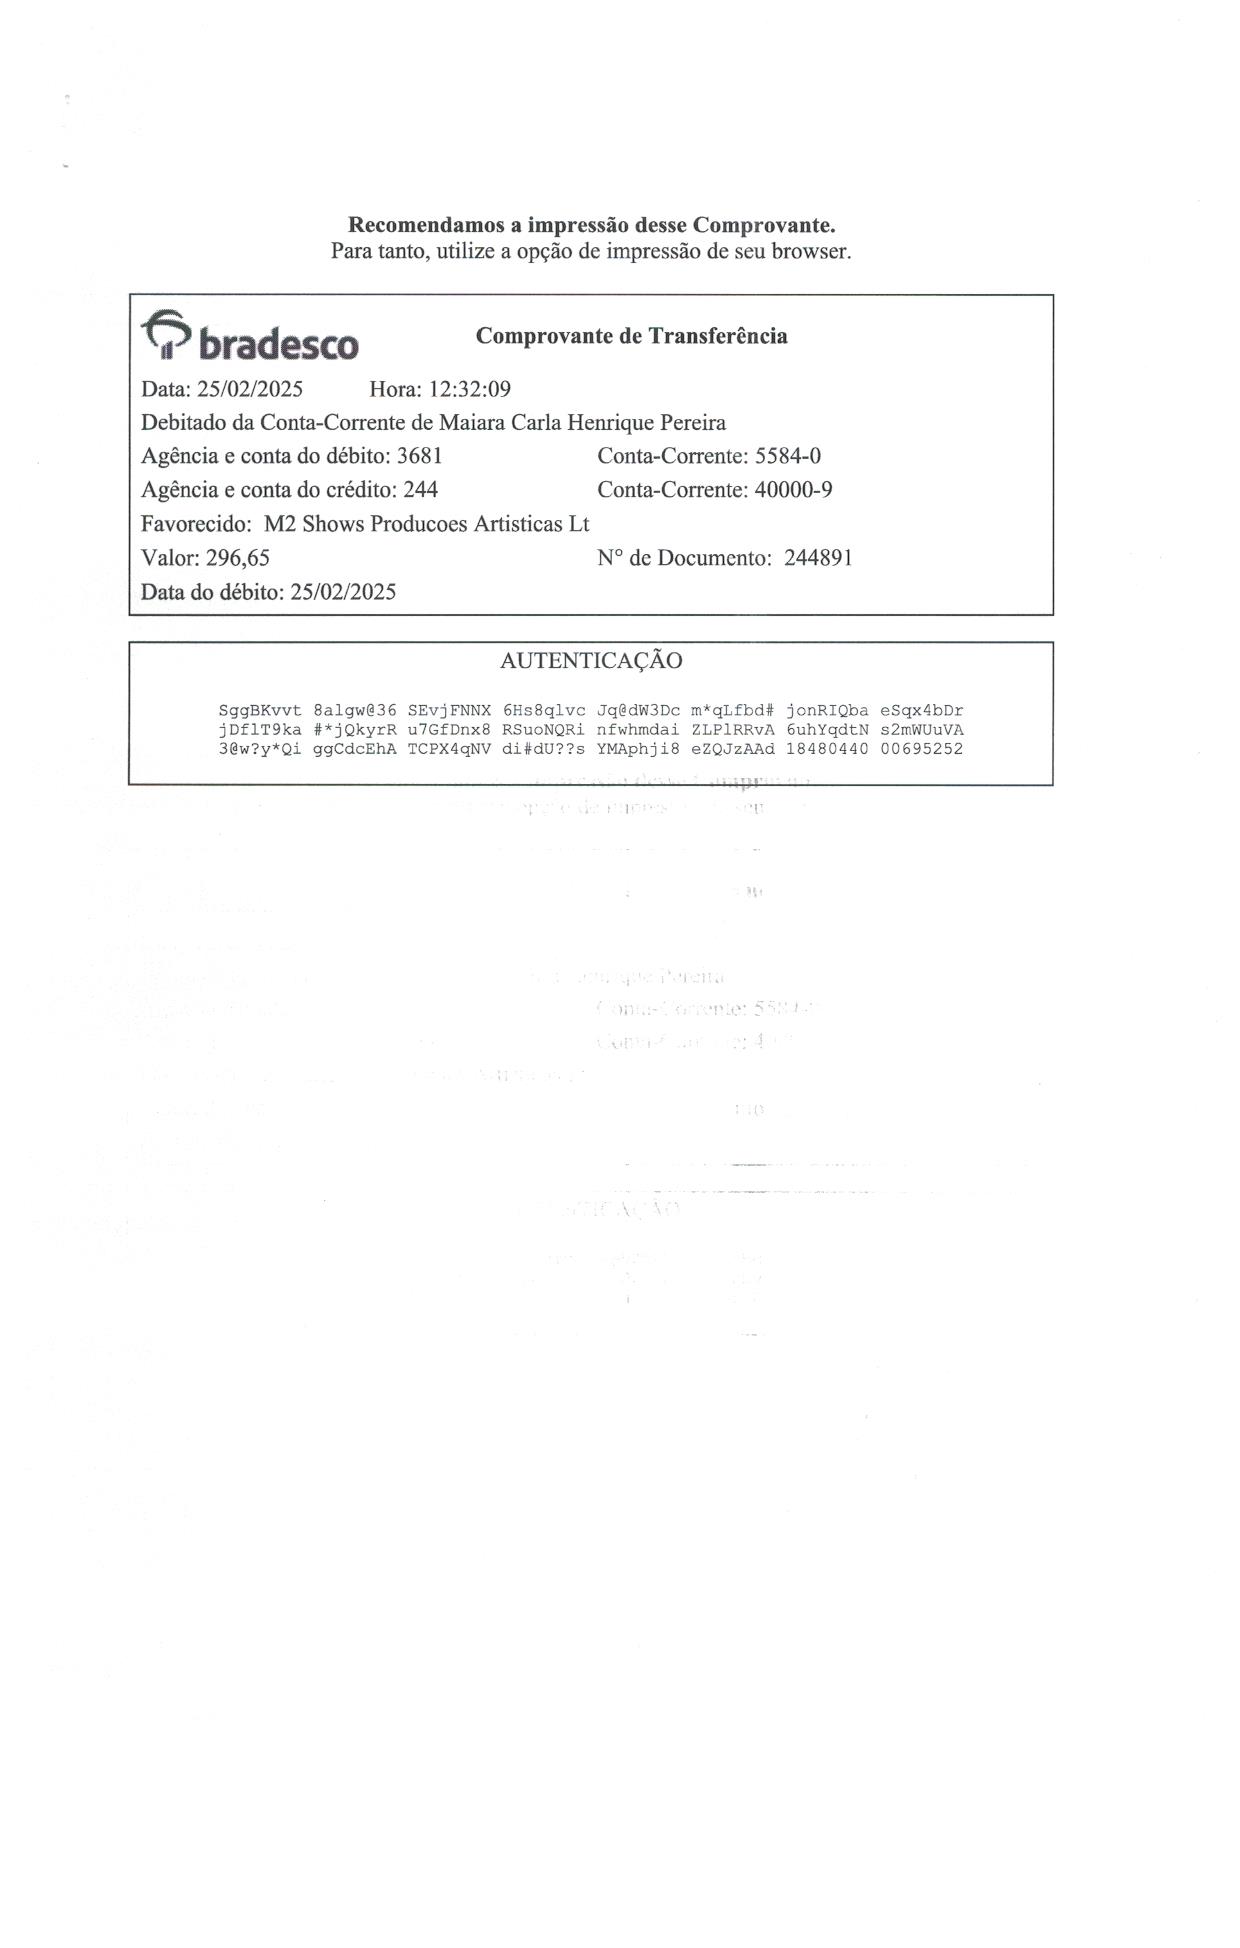 Recomendamos a impressão desse Comprovante.
Para tanto, utilize a opção de impressão de seu browser.
bradesco
Comprovante de Transferência
Data: 25/02/2025 Hora: 12:32:09
Debitado da Conta-Corrente de Maiara Carla Henrique Pereira
Agência e conta do débito: 3681 Conta-Corrente: 5584-0
Agência e conta do crédito: 244 Conta-Corrente: 40000-9
Favorecido: M2 Shows Producoes Artisticas Lt
Valor: 296,65 N° de Documento: 244891
Data do débito: 25/02/2025
AUTENTICAÇÃO
SggBKvvt 8algw@36 SEvjFNNX 6Hs8qlvc Jq@dW3Dc m*qLfbd# jonRIQba eSqx4bDr
jDflT9ka #*jQkyrR u7GfDnx8 RSuoNQRi nfwhmdai ZLPlRRvA 6uhYqdtN s2mWUuVA
3@w?y*Qi ggCdcEhA TCPX4qNV di#dU??s YMAphji8 eZQJzAAd 18480440 00695252
Pereira
Conta-Corrente: